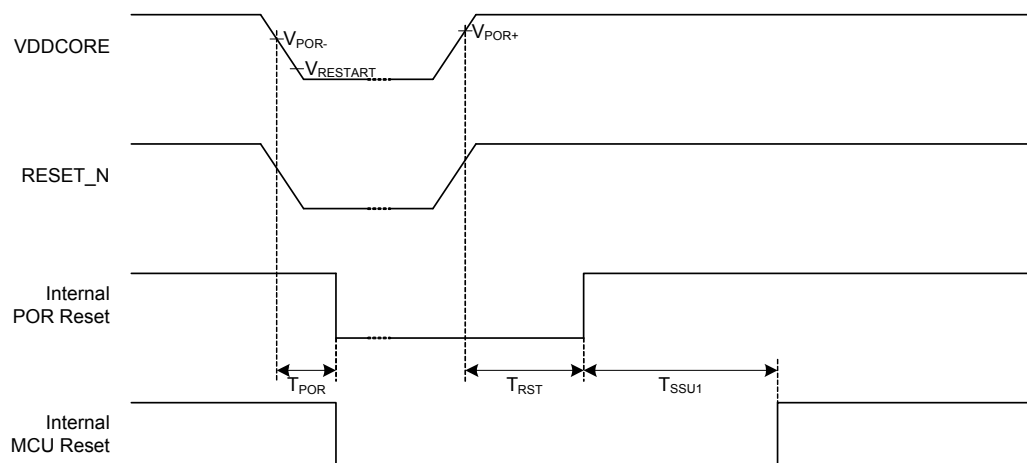 VDDCORE
VPOR-
VRESTART
VPOR+
RESET_N
Internal
POR Reset
TPOR
TRST
TSSU1
Internal
MCU Reset